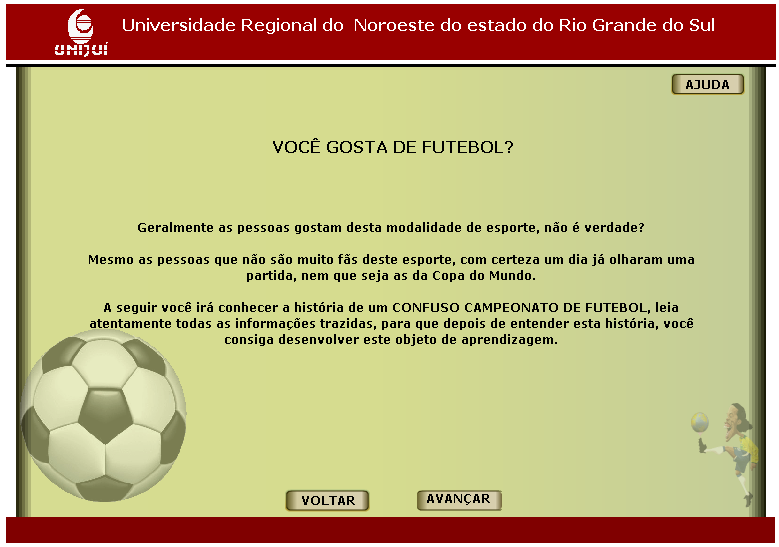 Universidade Regional do Noroeste do estado do Rio Grande do Sul
UNIJUÍ
AJUDA
VOCÊ GOSTA DE FUTEBOL?
Geralmente as pessoas gostam desta modalidade de esporte, não é verdade?
Mesmo as pessoas que não são muito fãs deste esporte, com certeza um dia já olharam uma
partida, nem que seja as da Copa do Mundo.
A seguir você irá conhecer a história de um CONFUSO CAMPEONATO DE FUTEBOL, leia
atentamente todas as informações trazidas, para que depois de entender esta história, você
consiga desenvolver este objeto de aprendizagem.
VOLTAR
AVANÇAR